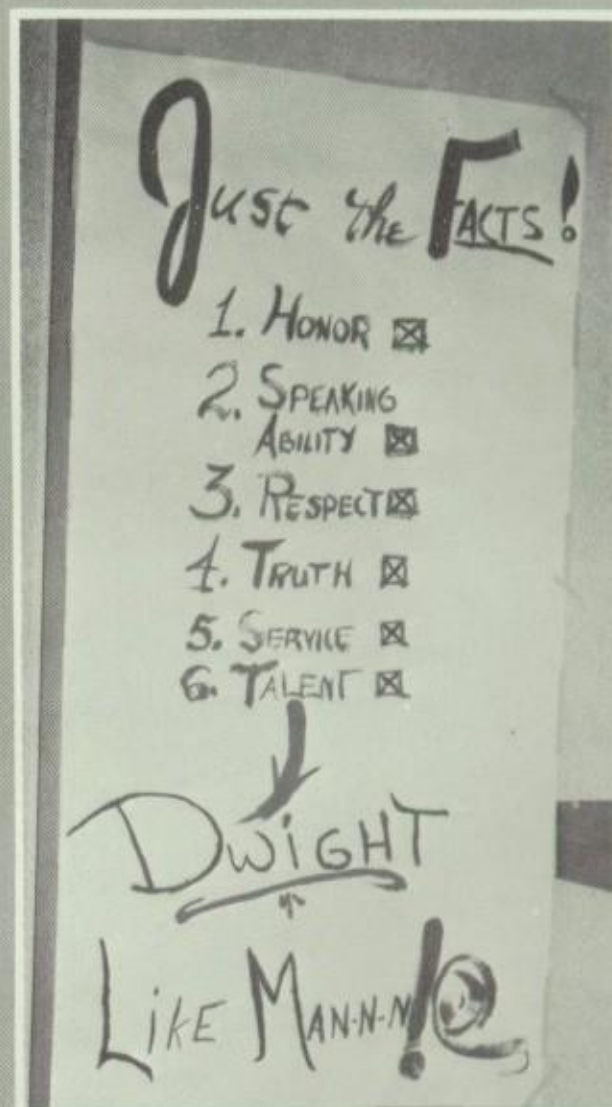 Just the FACTS!
1. HONOR ☒
2. SPEAKING
ABILITY ☒
3. RESPECT ☒
4. TRUTH ☒
5. SERVICE ☒
6. TALENT ☒
DWiGHT
LiKE MAN-N-N!